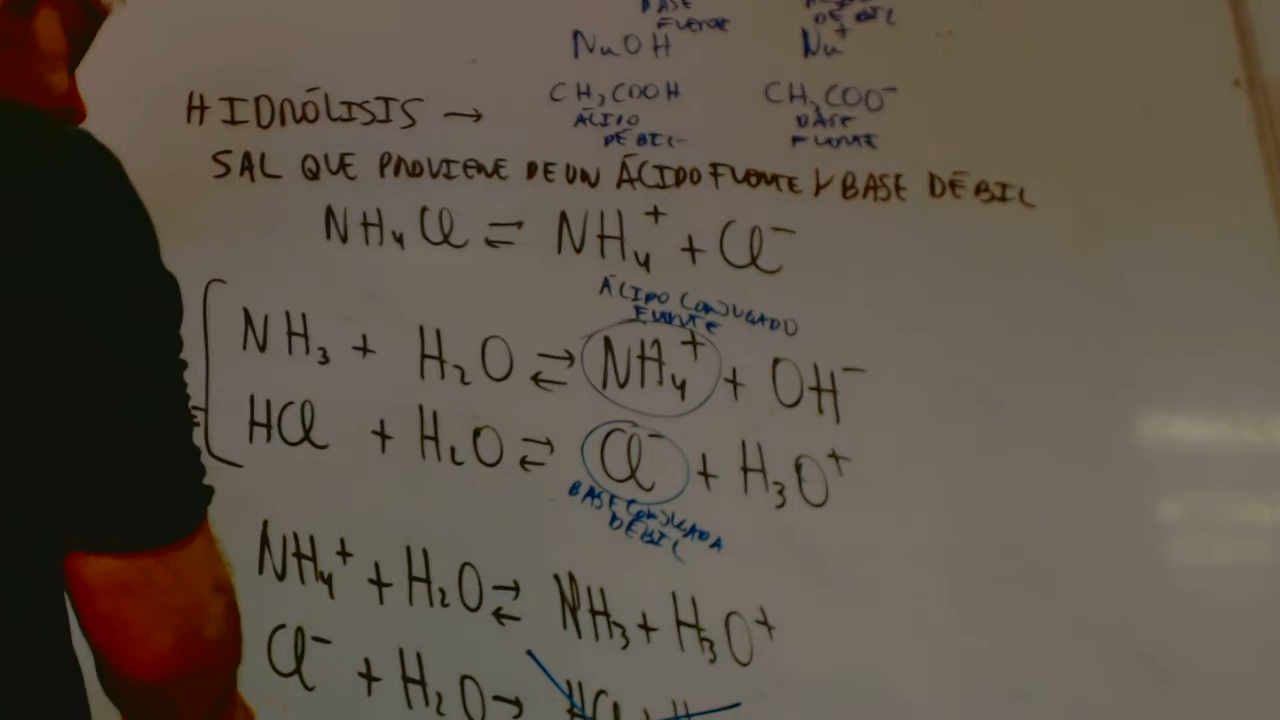 BASE
FUERTE DÉBIL
NaOH Na+
HIDRÓLISIS → CH3COOH CH3COO-
ÁCIDO BASE
DÉBIL FUERTE
SAL QUE PROVIENE DE UN ÁCIDO FUERTE Y BASE DÉBIL
NH4Cl ⇌ NH4+ + Cl-
ÁCIDO CONJUGADO
FUERTE
NH3 + H2O ⇌ NH4+ + OH-
HCl + H2O ⇌ Cl- + H3O+
BASE CONJUGADA
DÉBIL
NH4+ + H2O ⇌ NH3 + H3O+
Cl- + H2O →